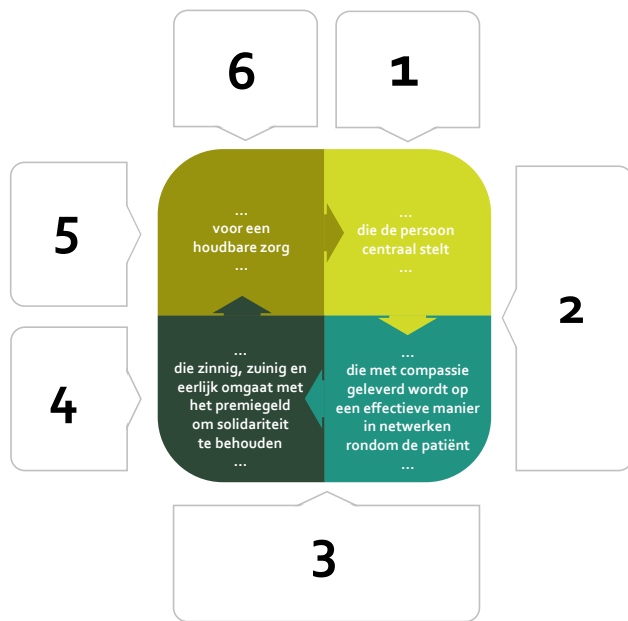 6
1
...
voor een
houdbare zorg
...
...
die de persoon
centraal stelt
...
5
2
...
die zinnig, zuinig en
eerlijk omgaat met
het premiegeld
om solidariteit
te behouden
...
...
die met compassie
geleverd wordt op
een effectieve manier
in netwerken
rondom de patiënt
...
4
3